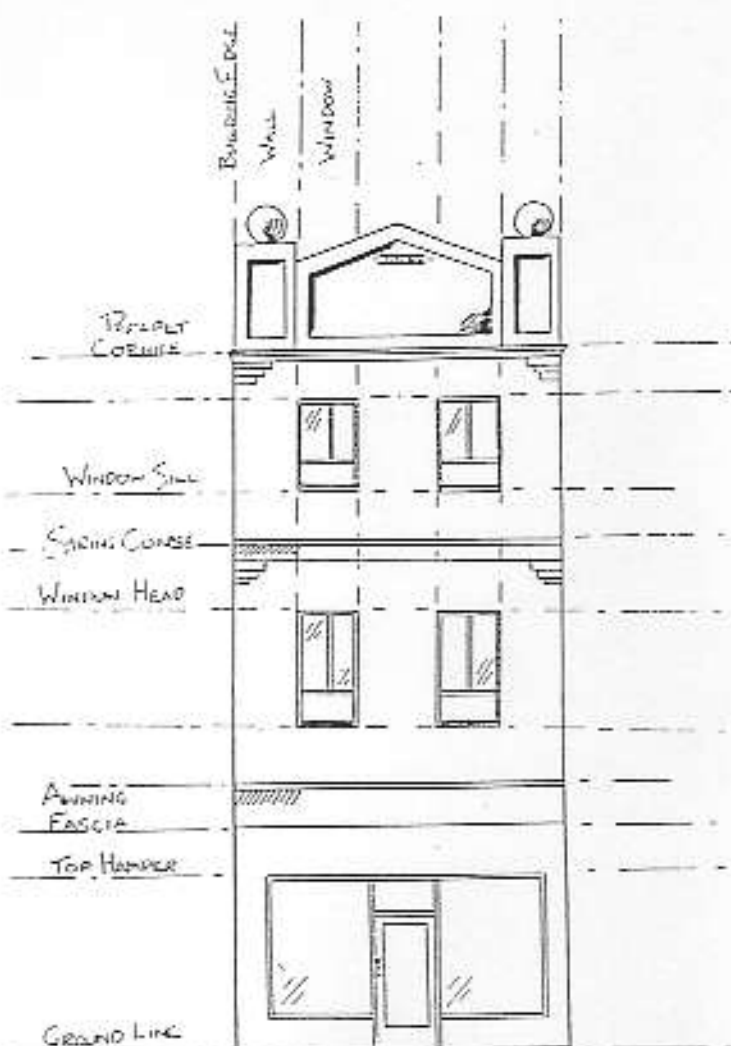 BUILDING EDGE
WALL
WINDOW
PARAPET
CORNICE
WINDOW SILL
STRING COURSE
WINDOW HEAD
AWNING
FASCIA
TOP HAMPER
GROUND LINE